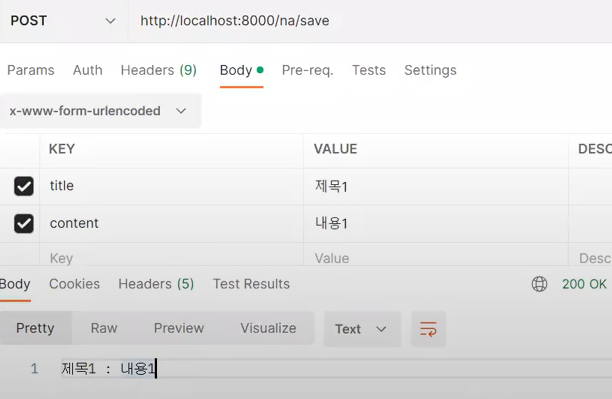 POST http://localhost:8000/na/save
Params Auth Headers (9) Body Pre-req. Tests Settings
x-www-form-urlencoded
KEY VALUE DESC
title 제목1
content 내용1
Key Value Desc
Body Cookies Headers (5) Test Results 200 OK
Pretty Raw Preview Visualize Text
1 제목1 : 내용1